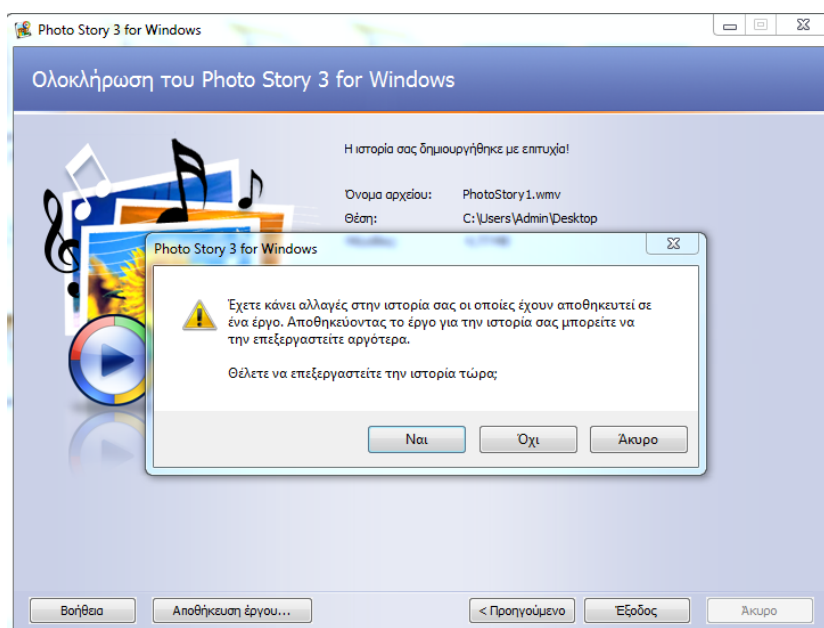 Photo Story 3 for Windows
Ολοκλήρωση του Photo Story 3 for Windows
Η ιστορία σας δημιουργήθηκε με επιτυχία!
Όνομα αρχείου: PhotoStory1.wmv
Θέση: C:\Users\Admin\Desktop
Photo Story 3 for Windows
Έχετε κάνει αλλαγές στην ιστορία σας οι οποίες έχουν αποθηκευτεί σε
ένα έργο. Αποθηκεύοντας το έργο για την ιστορία σας μπορείτε να
την επεξεργαστείτε αργότερα.
Θέλετε να επεξεργαστείτε την ιστορία τώρα;
Ναι Όχι Άκυρο
Βοήθεια Αποθήκευση έργου... < Προηγούμενο Έξοδος Άκυρο